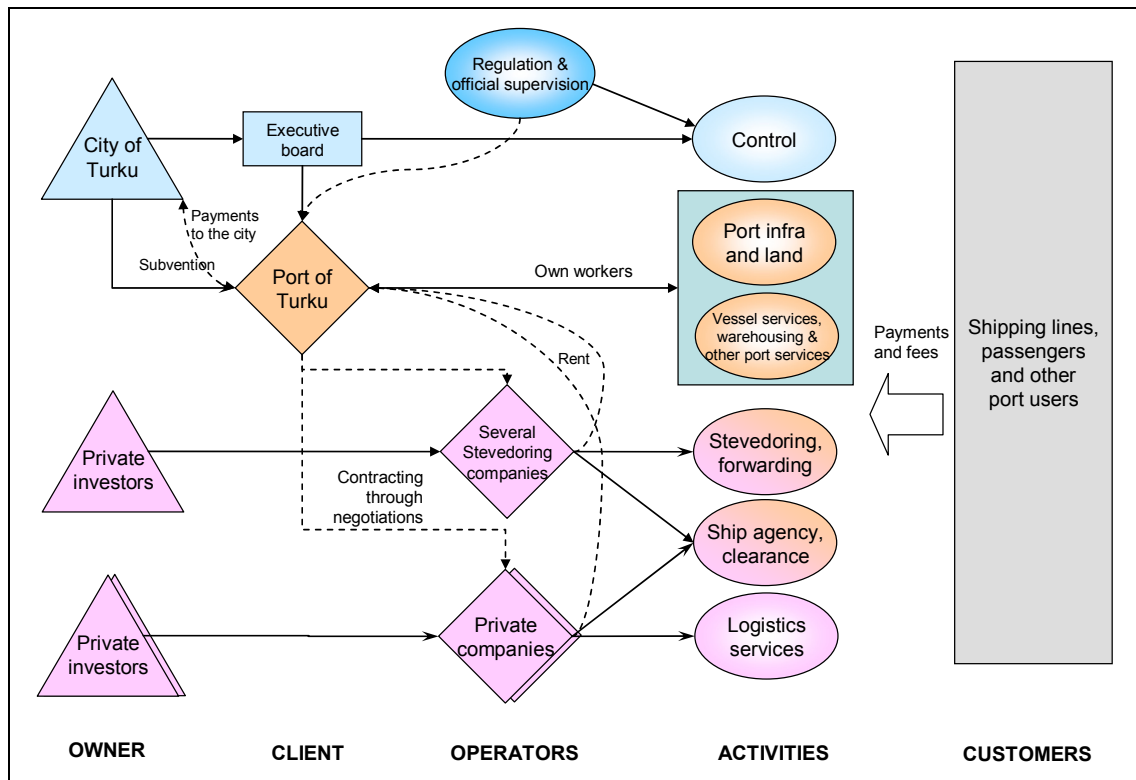 Regulation &
official supervision
City of
Turku
Executive
board
Control
Payments
to the city
Subvention
Port of
Turku
Own workers
Port infra
and land
Vessel services,
warehousing &
other port services
Rent
Payments
and fees
Shipping lines,
passengers
and other
port users
Private
investors
Several
Stevedoring
companies
Stevedoring,
forwarding
Contracting
through
negotiations
Ship agency,
clearance
Private
investors
Private
companies
Logistics
services
OWNER
CLIENT
OPERATORS
ACTIVITIES
CUSTOMERS